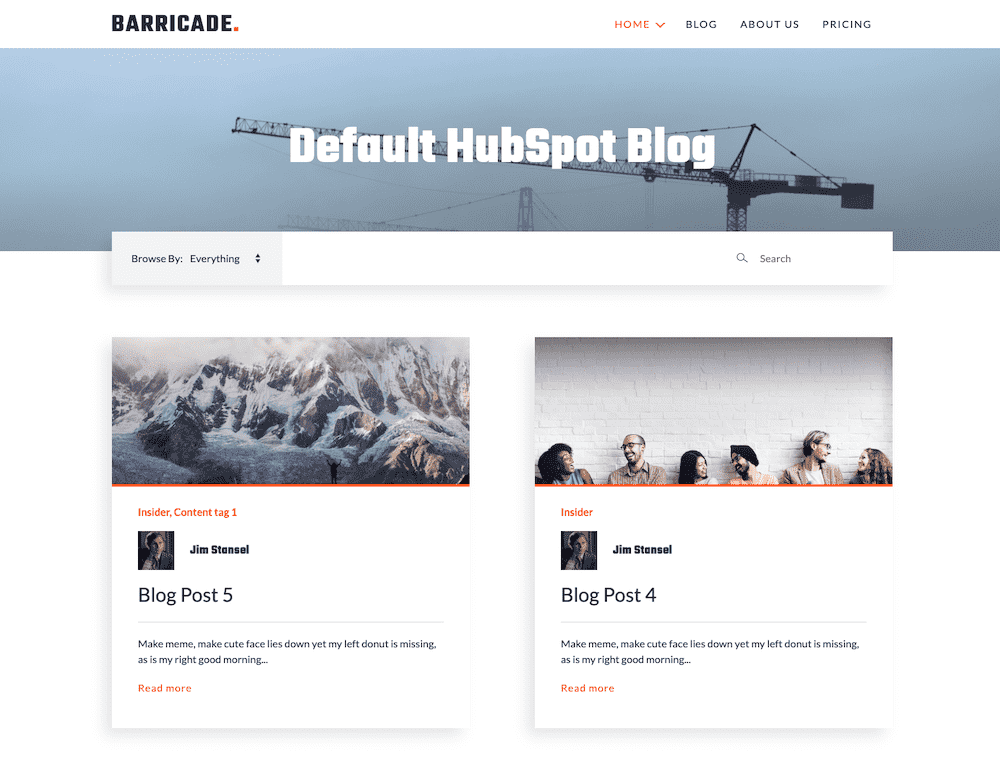 BARRICADE.
HOME BLOG ABOUT US PRICING
Default HubSpot Blog
Browse By: Everything
Search
Insider, Content tag 1
Jim Stansel
Blog Post 5
Make meme, make cute face lies down yet my left donut is missing,
as is my right good morning...
Read more
Insider
Jim Stansel
Blog Post 4
Make meme, make cute face lies down yet my left donut is missing,
as is my right good morning...
Read more